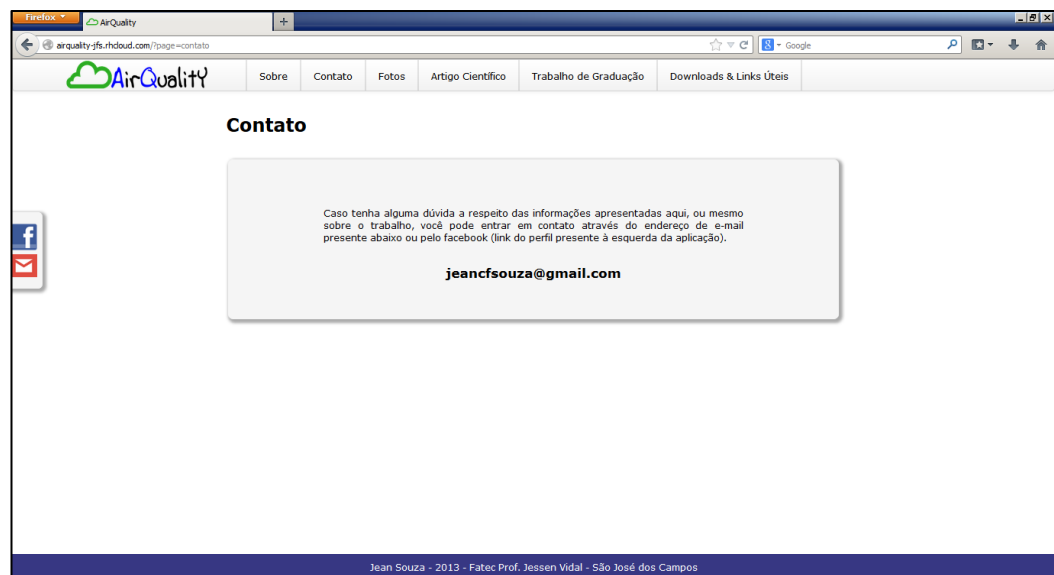 Firefox
AirQuality
airquality-jfs.rhcloud.com/?page=contato
Google
AirQualitY
Sobre
Contato
Fotos
Artigo Científico
Trabalho de Graduação
Downloads & Links Úteis
Contato
Caso tenha alguma dúvida a respeito das informações apresentadas aqui, ou mesmo
sobre o trabalho, você pode entrar em contato através do endereço de e-mail
presente abaixo ou pelo facebook (link do perfil presente à esquerda da aplicação).
jeancfsouza@gmail.com
Jean Souza - 2013 - Fatec Prof. Jessen Vidal - São José dos Campos